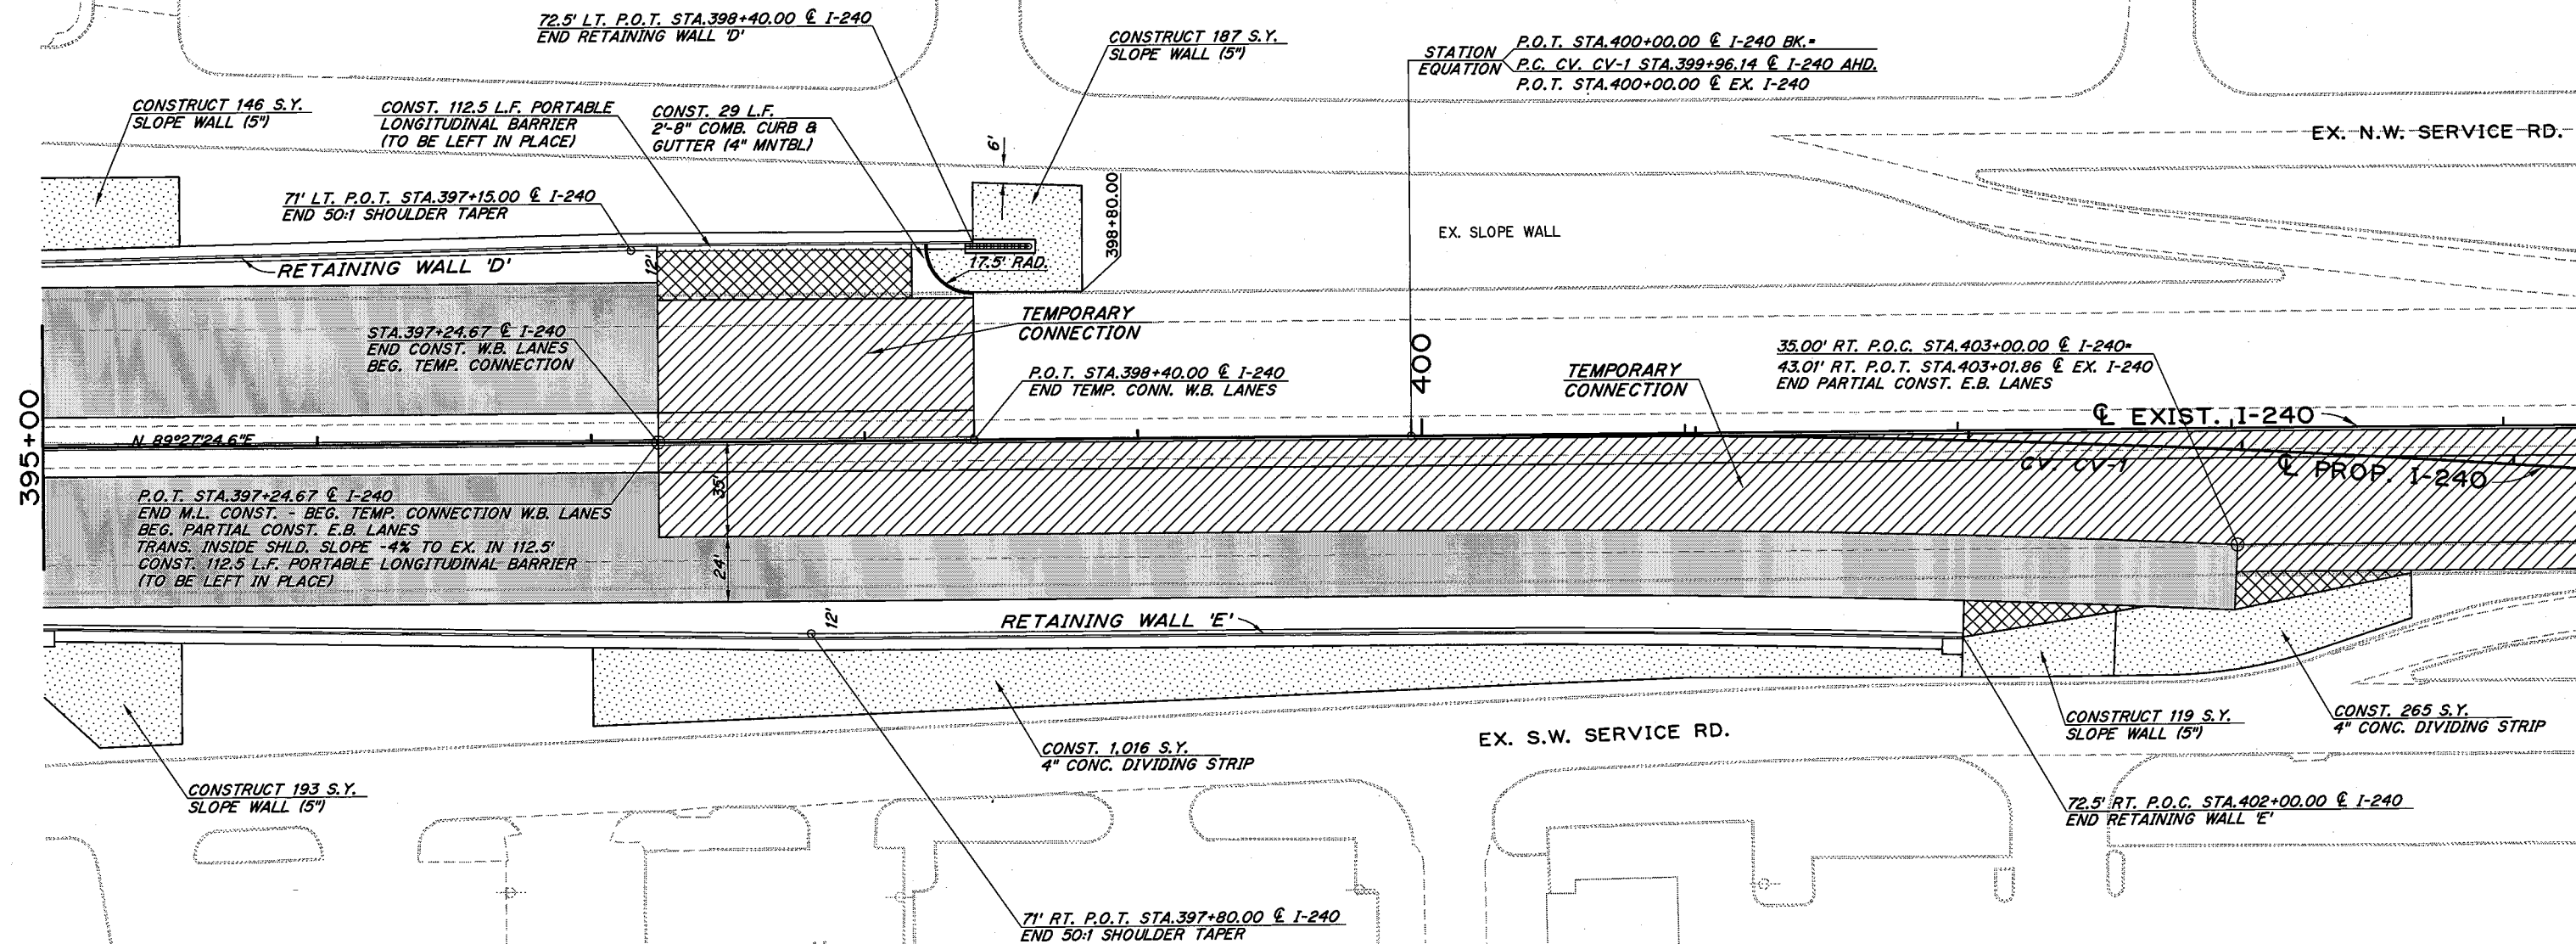 72.5' LT. P.O.T. STA.398+40.00 ℄ I-240
END RETAINING WALL 'D'
CONSTRUCT 187 S.Y.
SLOPE WALL (5")
STATION
EQUATION
P.O.T. STA.400+00.00 ℄ I-240 BK.=
P.C. CV. CV-1 STA.399+96.14 ℄ I-240 AHD.
P.O.T. STA.400+00.00 ℄ EX. I-240
CONSTRUCT 146 S.Y.
SLOPE WALL (5")
CONST. 112.5 L.F. PORTABLE
LONGITUDINAL BARRIER
(TO BE LEFT IN PLACE)
CONST. 29 L.F.
2'-8" COMB. CURB &
GUTTER (4" MNTBL)
6'
EX. N.W. SERVICE RD.
71' LT. P.O.T. STA.397+15.00 ℄ I-240
END 50:1 SHOULDER TAPER
398+80.00
EX. SLOPE WALL
RETAINING WALL 'D'
12'
17.5' RAD.
TEMPORARY
CONNECTION
STA.397+24.67 ℄ I-240
END CONST. W.B. LANES
BEG. TEMP. CONNECTION
P.O.T. STA.398+40.00 ℄ I-240
END TEMP. CONN. W.B. LANES
400
TEMPORARY
CONNECTION
35.00' RT. P.O.C. STA.403+00.00 ℄ I-240=
43.01' RT. P.O.T. STA.403+01.86 ℄ EX. I-240
END PARTIAL CONST. E.B. LANES
℄ EXIST. I-240
395+00
N 89°27'24.6"E
CV. CV-1
℄ PROP. I-240
35'
P.O.T. STA.397+24.67 ℄ I-240
END M.L. CONST. - BEG. TEMP. CONNECTION W.B. LANES
BEG. PARTIAL CONST. E.B. LANES
TRANS. INSIDE SHLD. SLOPE -4% TO EX. IN 112.5'
CONST. 112.5 L.F. PORTABLE LONGITUDINAL BARRIER
(TO BE LEFT IN PLACE)
24'
12'
RETAINING WALL 'E'
CONST. 1,016 S.Y.
4" CONC. DIVIDING STRIP
EX. S.W. SERVICE RD.
CONSTRUCT 119 S.Y.
SLOPE WALL (5")
CONST. 265 S.Y.
4" CONC. DIVIDING STRIP
CONSTRUCT 193 S.Y.
SLOPE WALL (5")
72.5' RT. P.O.C. STA.402+00.00 ℄ I-240
END RETAINING WALL 'E'
71' RT. P.O.T. STA.397+80.00 ℄ I-240
END 50:1 SHOULDER TAPER